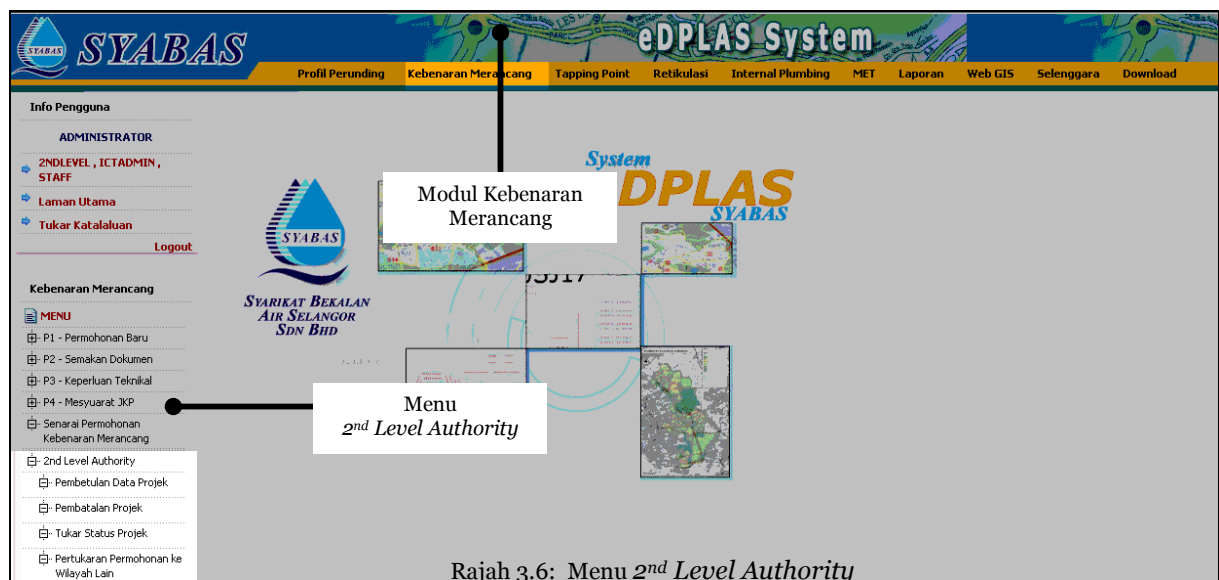 SYABAS
SYABAS
eDPLAS System
Profil Perunding Kebenaran Merancang Tapping Point Retikulasi Internal Plumbing MET Laporan Web GIS Selenggara Download
Info Pengguna
ADMINISTRATOR
2NDLEVEL , ICTADMIN ,
STAFF
Laman Utama
Tukar Katalaluan
Logout
Kebenaran Merancang
MENU
P1 - Permohonan Baru
P2 - Semakan Dokumen
P3 - Keperluan Teknikal
P4 - Mesyuarat JKP
Senarai Permohonan
Kebenaran Merancang
2nd Level Authority
Pembetulan Data Projek
Pembatalan Projek
Tukar Status Projek
Pertukaran Permohonan ke
Wilayah Lain
System
DPLAS
SYABAS
Modul Kebenaran
Merancang
SYABAS
SYARIKAT BEKALAN
AIR SELANGOR
SDN BHD
Menu
2nd Level Authority
Rajah 3.6: Menu 2nd Level Authority